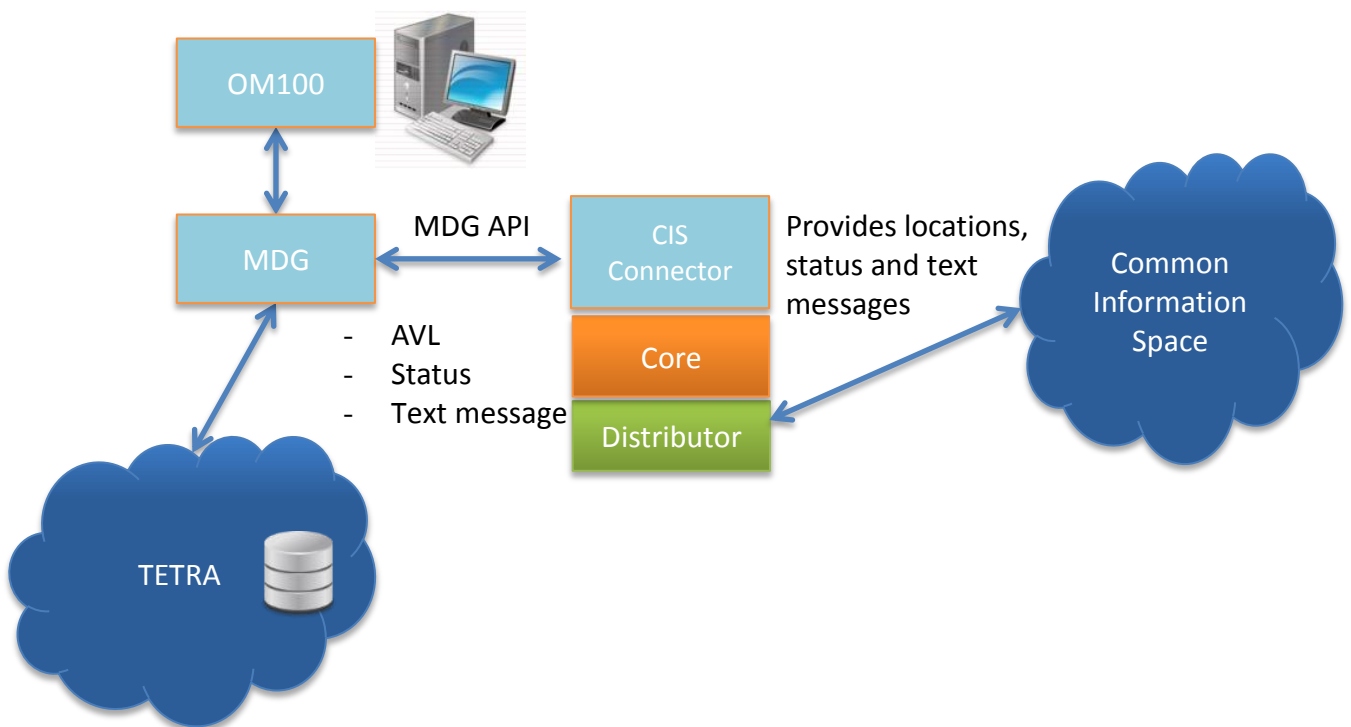 OM100
MDG
MDG API
CIS
Connector
Provides locations,
status and text
messages
Common
Information
Space
- AVL
- Status
- Text message
Core
Distributor
TETRA